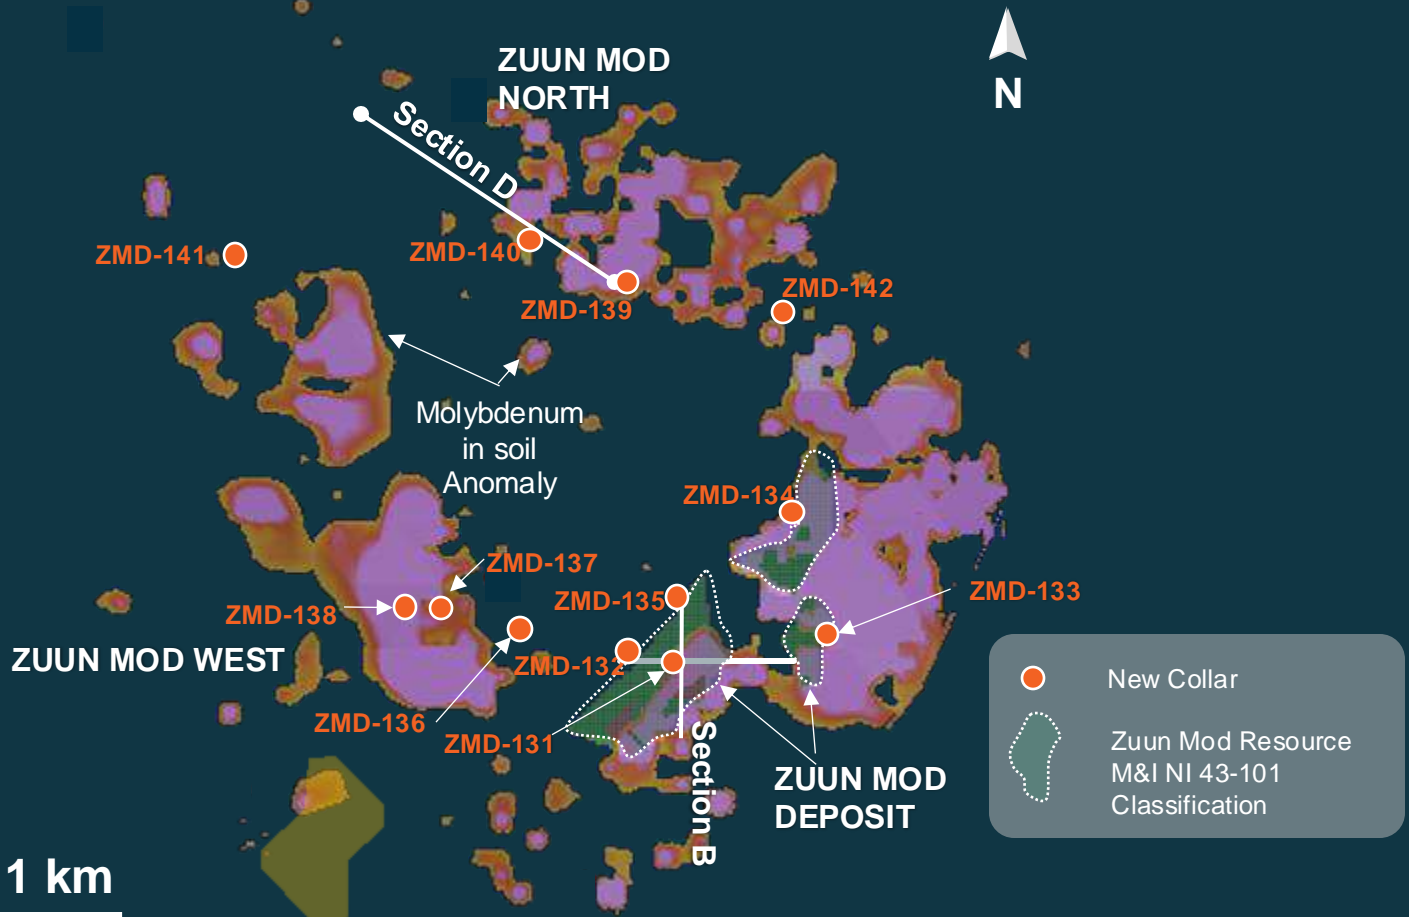 ZUUN MOD
NORTH
N
Section D
ZMD-141
ZMD-140
ZMD-139
ZMD-142
Molybdenum
in soil
Anomaly
ZMD-134
ZMD-137
ZMD-138
ZMD-135
ZMD-133
ZUUN MOD WEST
ZMD-132
ZMD-136
ZMD-131
Section B
ZUUN MOD
DEPOSIT
New Collar
Zuun Mod Resource
M&I NI 43-101
Classification
1 km